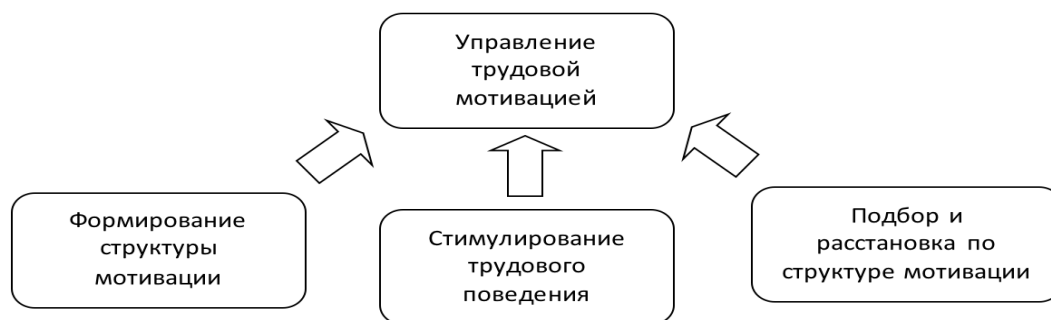 Управление
трудовой
мотивацией
Формирование
структуры
мотивации
Стимулирование
трудового
поведения
Подбор и
расстановка по
структуре мотивации